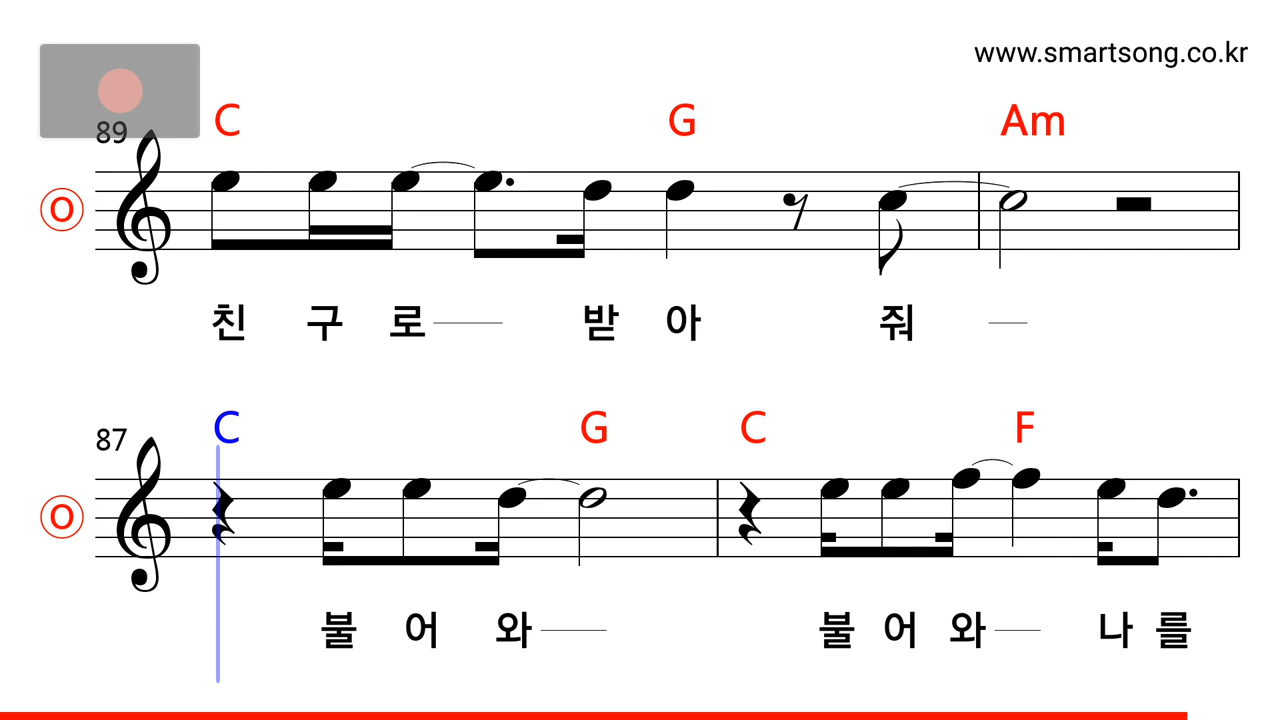 www.smartsong.co.kr
89 C G Am
O
친 구 로 받 아 줘
87 C G C F
O
불 어 와 불 어 와 나 를